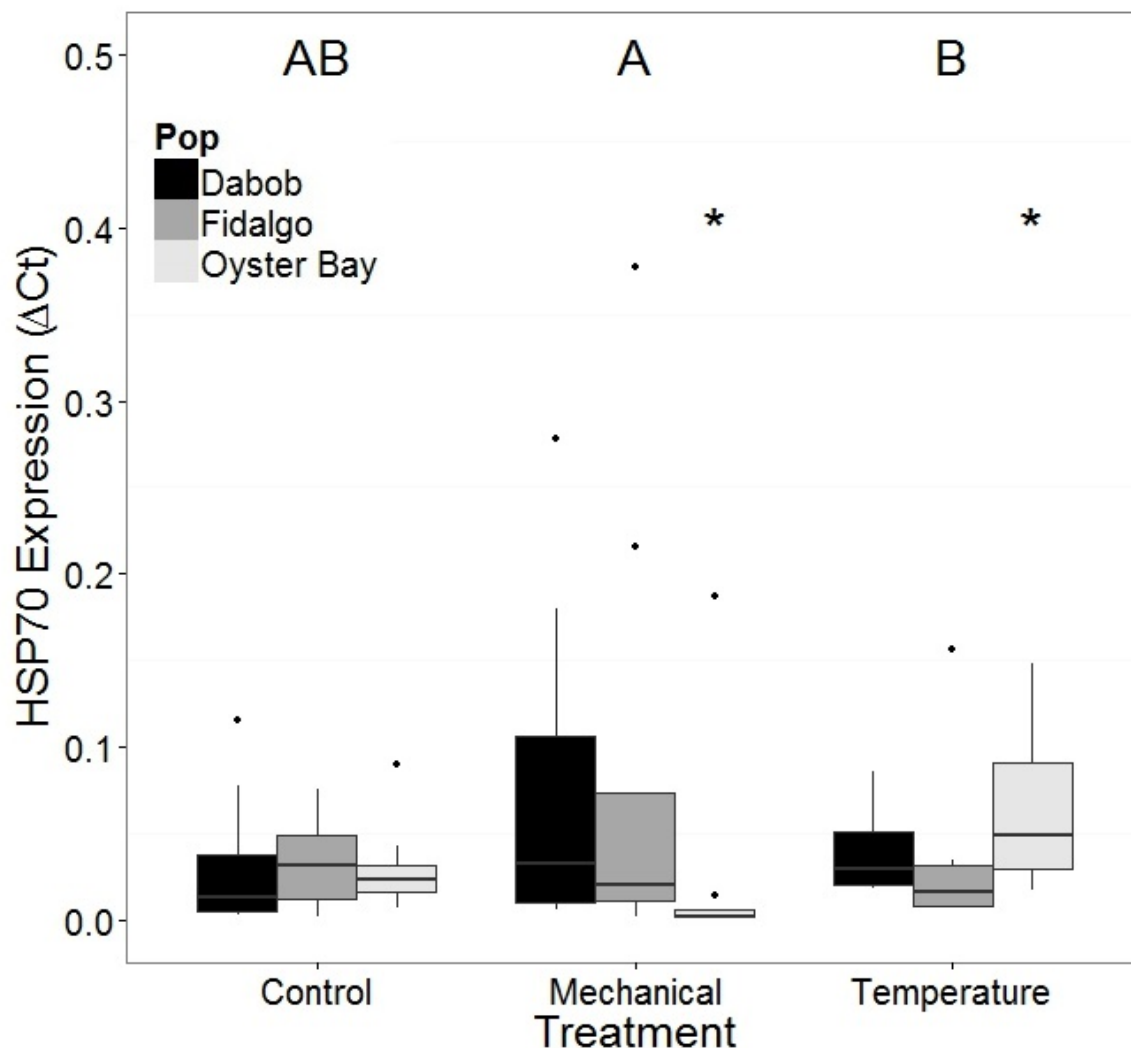 HSP70 Expression (ΔCt)
0.5
0.4
0.3
0.2
0.1
0.0
AB
A
B
Pop
Dabob
Fidalgo
Oyster Bay
*
*
Control
Mechanical
Temperature
Treatment